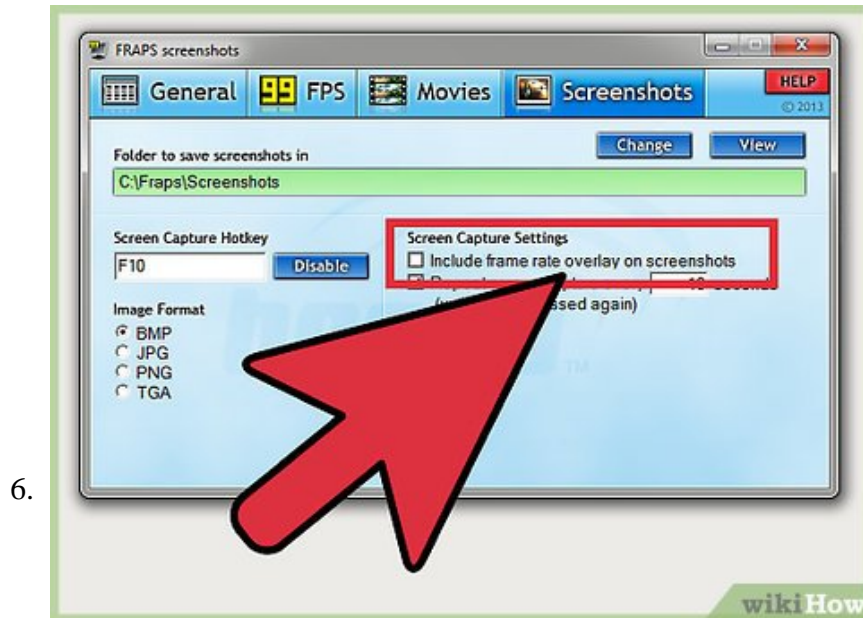 FRAPS screenshots
General 99 FPS Movies Screenshots HELP
© 2013
Folder to save screenshots in Change View
C:\Fraps\Screenshots
Screen Capture Hotkey Screen Capture Settings
F10 Disable Include frame rate overlay on screenshots
10 seconds
Image Format ssed again)
BMP
JPG
PNG
TGA
6.
wikiHow